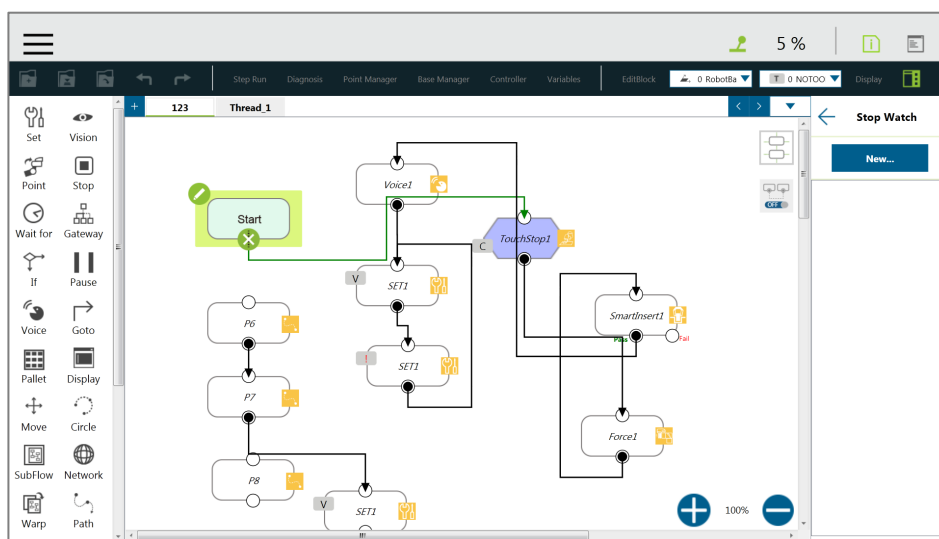 5 %
Step Run Diagnosis Point Manager Base Manager Controller Variables EditBlock 0 RobotBa T 0 NOTOO Display
+ 123 Thread_1 < >
Stop Watch
New...
Set Vision
Point Stop
Wait for Gateway
If Pause
Voice Goto
Pallet Display
Move Circle
SubFlow Network
Warp Path
Voice1
Start
TouchStop1
C
V
SET1
OFF
SmartInsert1
Pass
Fail
P6
!
SET1
P7
Force1
P8
V
SET1
100%